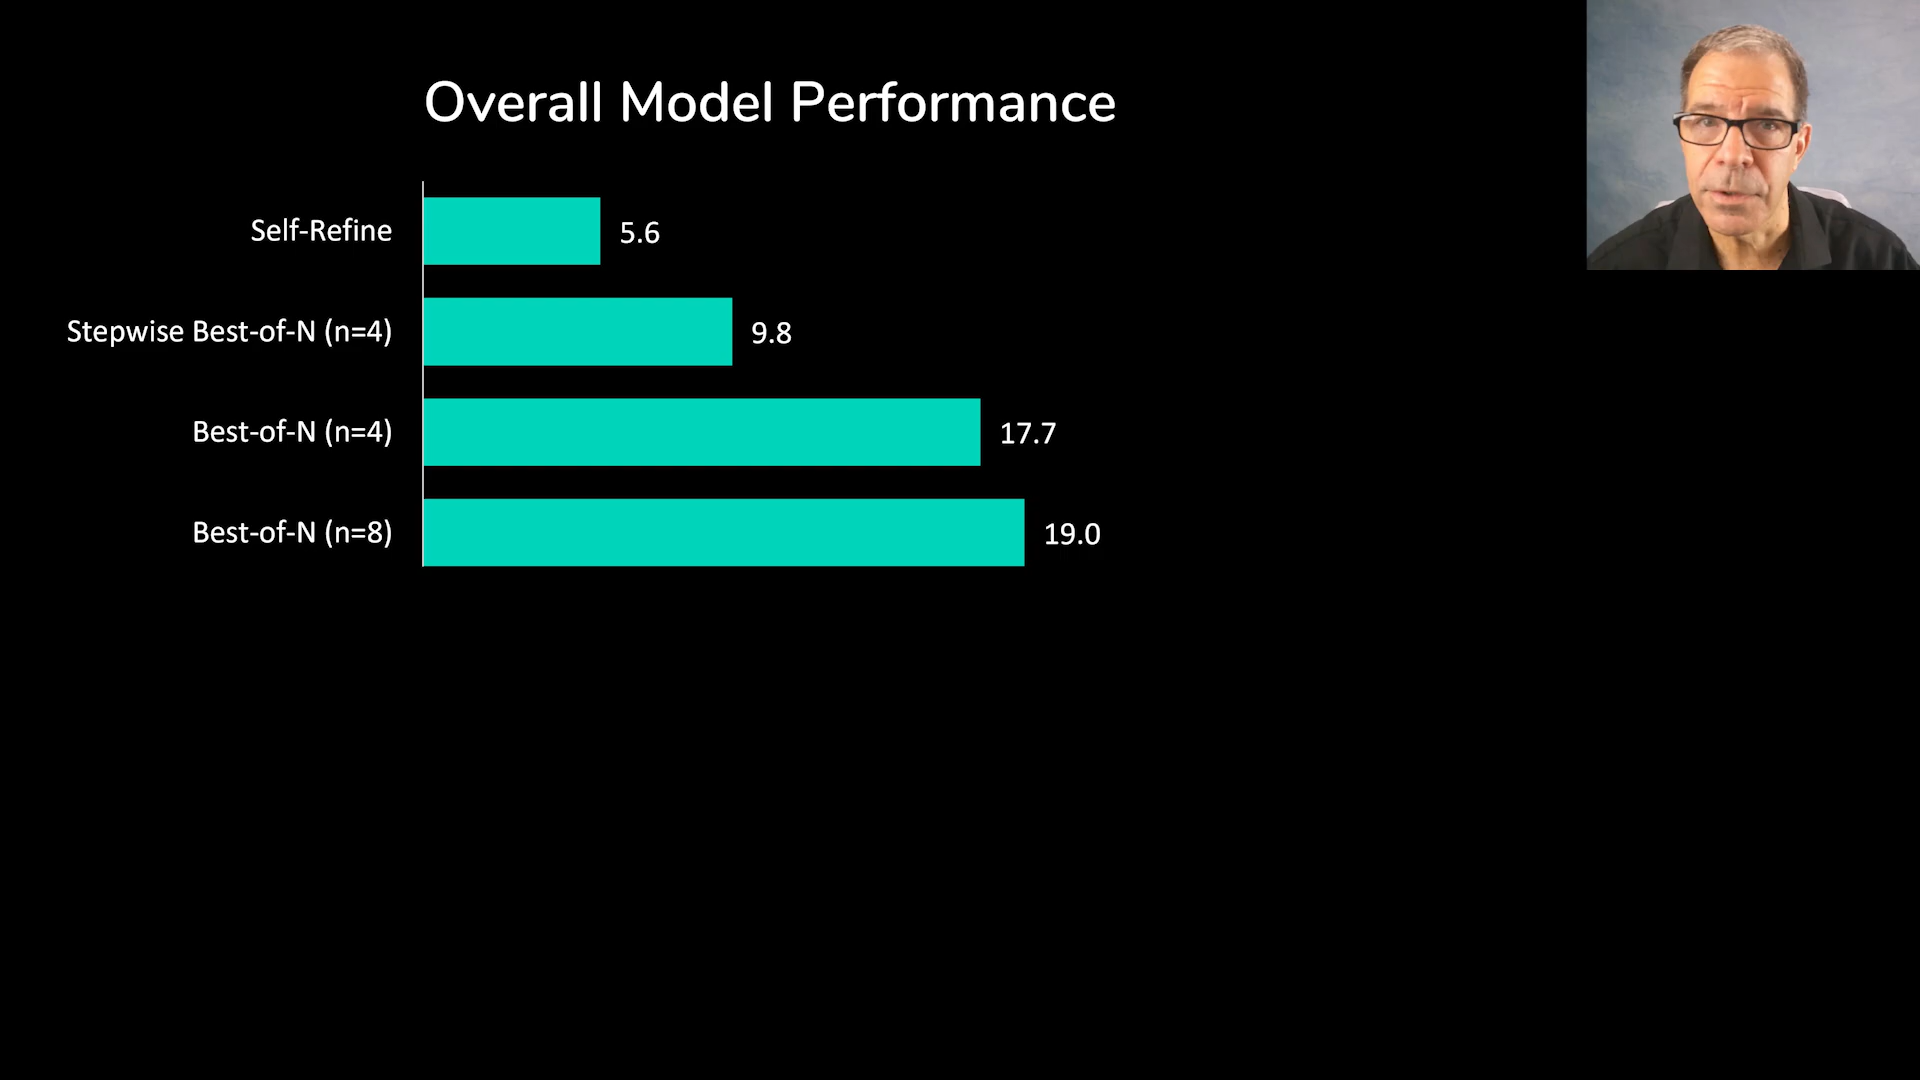 Overall Model Performance
Self-Refine 5.6
Stepwise Best-of-N (n=4) 9.8
Best-of-N (n=4) 17.7
Best-of-N (n=8) 19.0